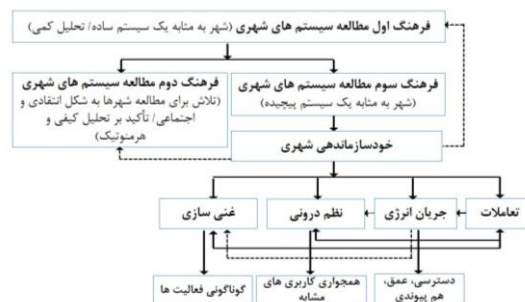 فرهنگ اول مطالعه سیستم های شهری (شهر به مثابه یک سیستم ساده/ تحلیل کمی)
فرهنگ سوم مطالعه سیستم های شهری
(شهر به مثابه یک سیستم پیچیده)
فرهنگ دوم مطالعه سیستم های شهری
(تلاش برای مطالعه شهرها به شکل انتقادی و
اجتماعی/ تأکید بر تحلیل کیفی و
هرمنوتیک)
خودسازماندهی شهری
تعاملات
جریان انرژی
نظم درونی
غنی سازی
دسترسی، عمق،
هم پیوندی
همجواری کاربری های
مشابه
گوناگونی فعالیت ها